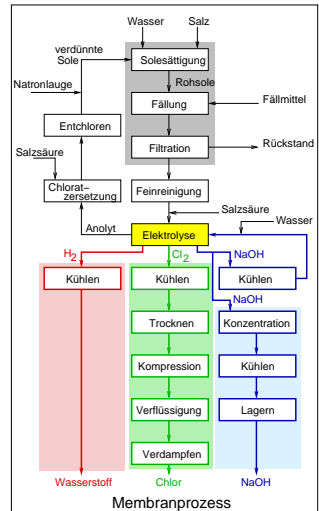 Wasser
Salz
verdünnte
Sole
Solesättigung
Rohsole
Natronlauge
Fällung
Fällmittel
Entchloren
Filtration
Rückstand
Salzsäure
Chlorat-
zersetzung
Feinreinigung
Salzsäure
Wasser
Anolyt
Elektrolyse
H2
Cl2
NaOH
Kühlen
Kühlen
Kühlen
NaOH
Trocknen
Konzentration
Kompression
Kühlen
Verflüssigung
Lagern
Verdampfen
Wasserstoff
Chlor
NaOH
Membranprozess